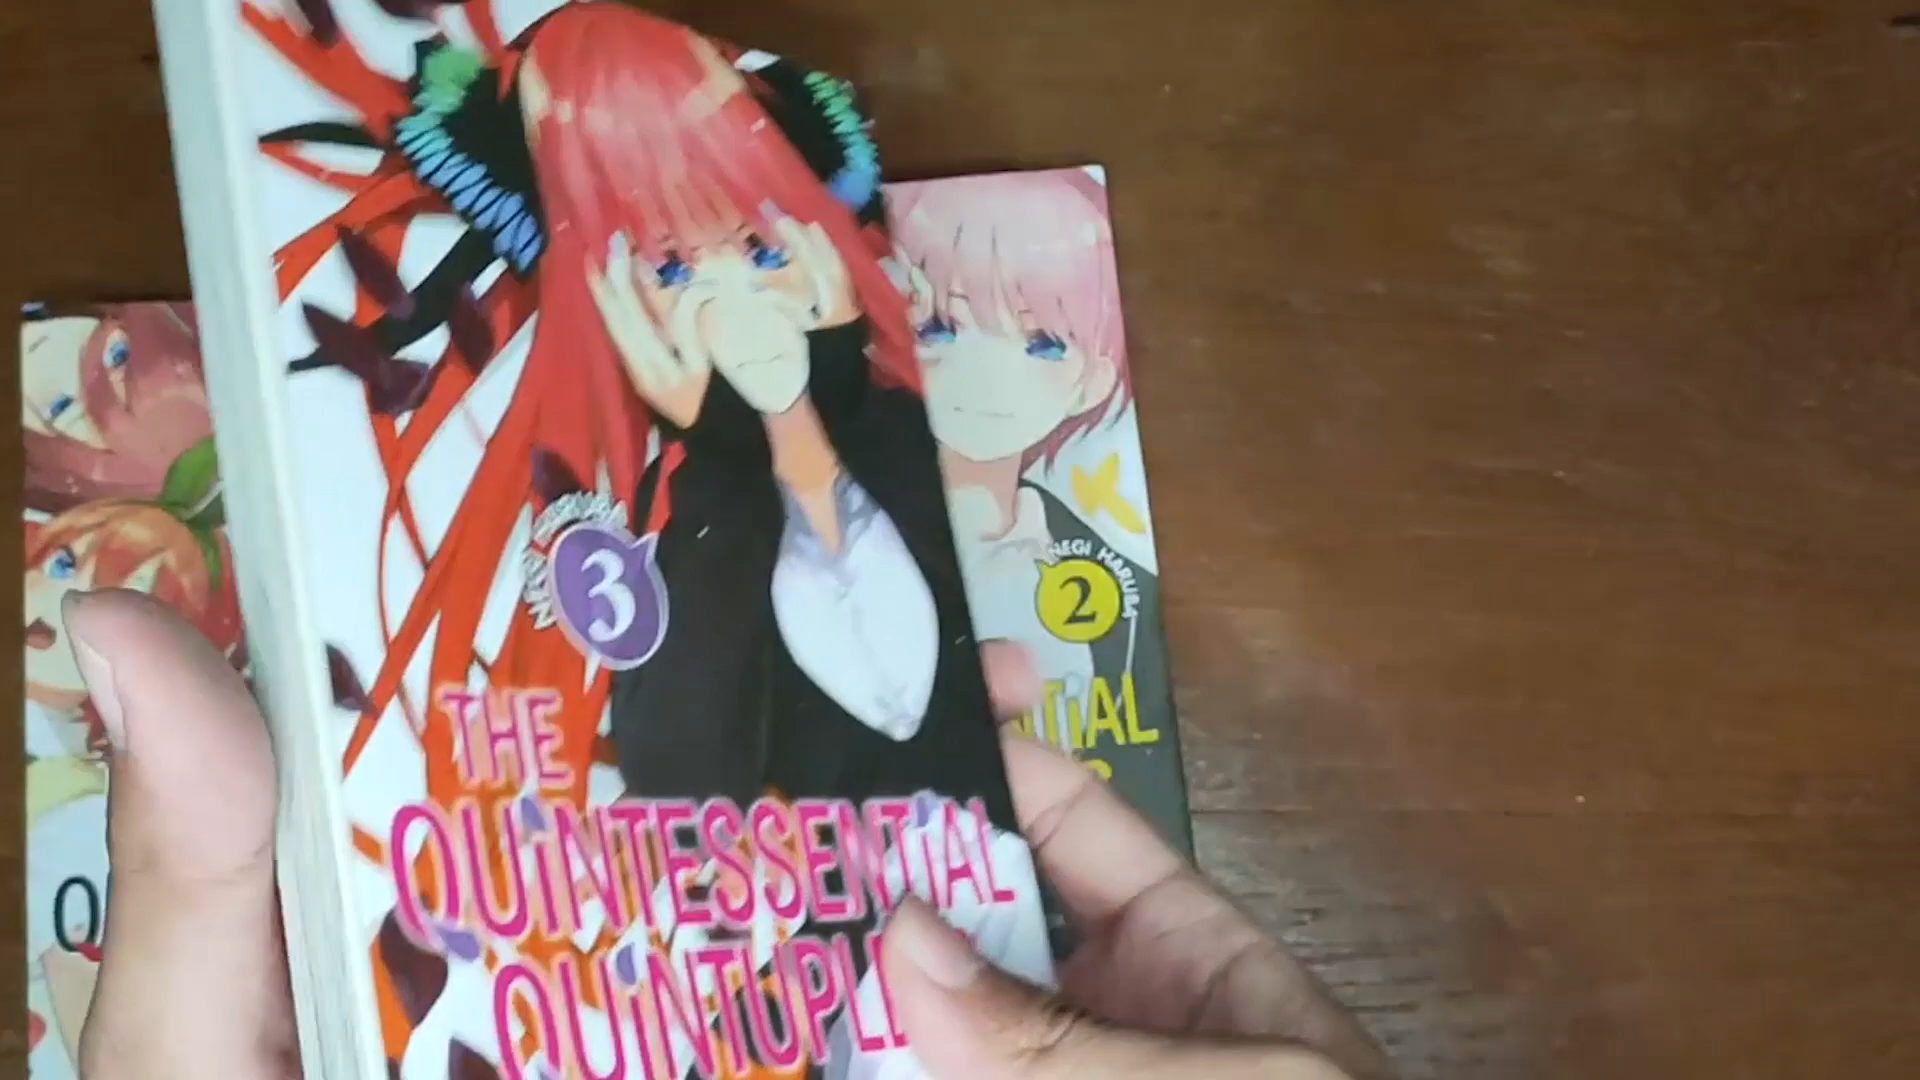 3
THE
QUiNTESSENTiAL
QUiNTUPLE
NEGI HARUBA
2
NTiAL
Q